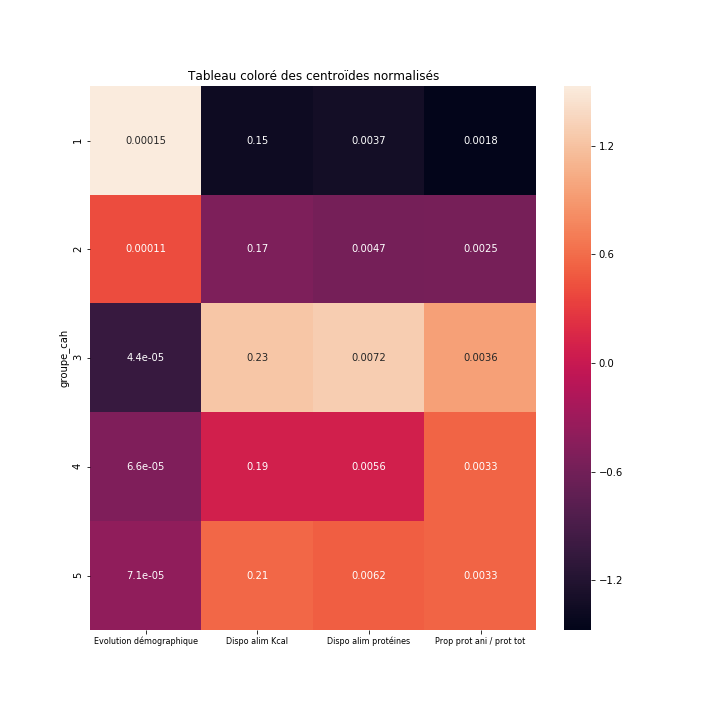 Tableau coloré des centroïdes normalisés
groupe_cah
1
0.00015 0.15 0.0037 0.0018
2
0.00011 0.17 0.0047 0.0025
3
4.4e-05 0.23 0.0072 0.0036
4
6.6e-05 0.19 0.0056 0.0033
5
7.1e-05 0.21 0.0062 0.0033
Evolution démographique Dispo alim Kcal Dispo alim protéines Prop prot ani / prot tot
1.2
0.6
0.0
−0.6
−1.2